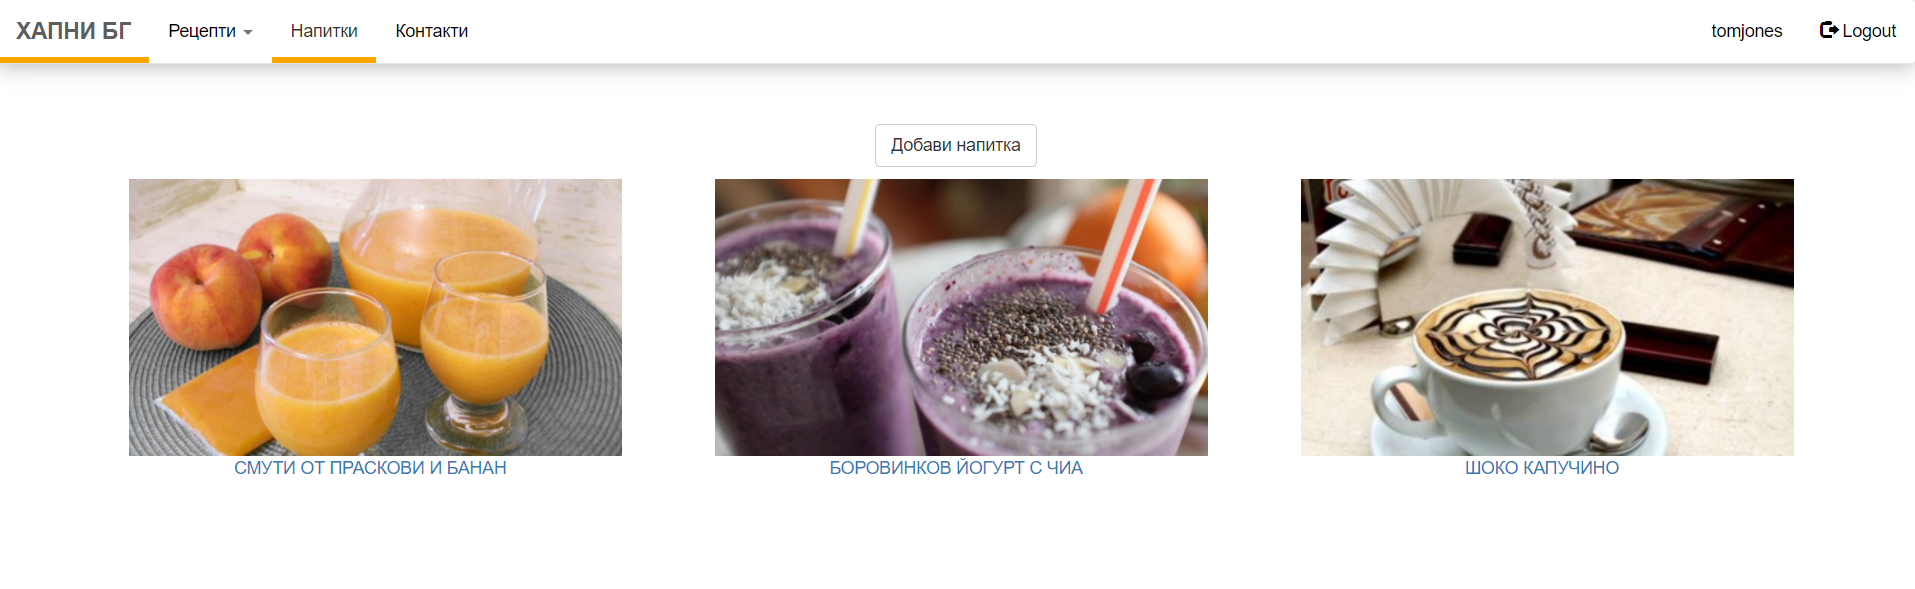 ХАПНИ БГ
Рецепти
Напитки
Контакти
tomjones
Logout
Добави напитка
СМУТИ ОТ ПРАСКОВИ И БАНАН
БОРОВИНКОВ ЙОГУРТ С ЧИА
ШОКО КАПУЧИНО